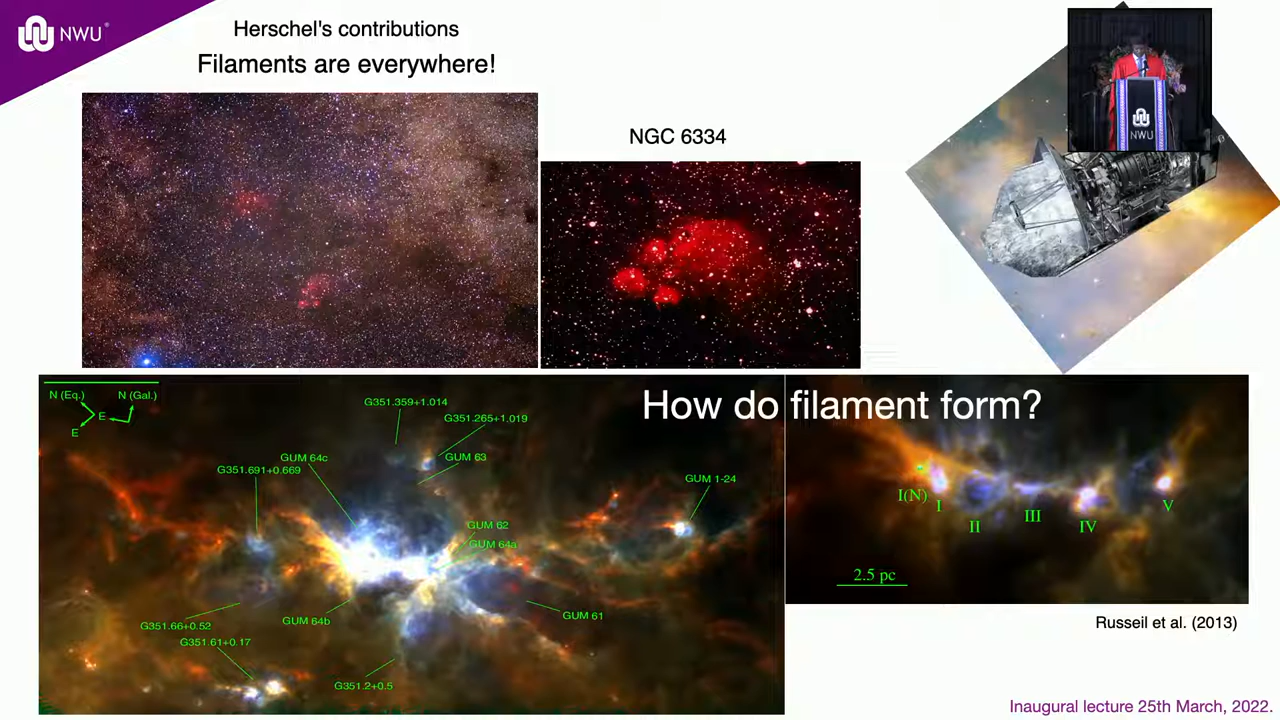 NWU
Herschel's contributions
Filaments are everywhere!
NGC 6334
NWU
N (Eq.)
N (Gal.)
E
E
G351.359+1.014
G351.265+1.019
GUM 64c
GUM 63
G351.691+0.669
GUM 1-24
GUM 62
GUM 64a
GUM 61
GUM 64b
G351.66+0.52
G351.61+0.17
G351.2+0.5
How do filament form?
I(N)
I
II
III
IV
V
2.5 pc
Russeil et al. (2013)
Inaugural lecture 25th March, 2022.